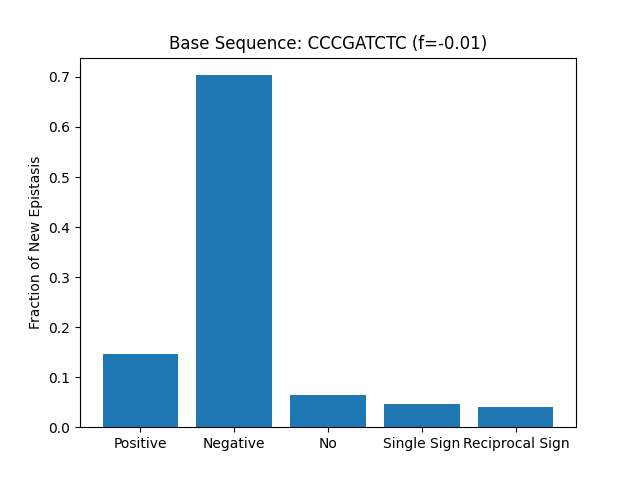 Base Sequence: CCCGATCTC (f=-0.01)
Fraction of New Epistasis
0.7
0.6
0.5
0.4
0.3
0.2
0.1
0.0
Positive Negative No Single Sign Reciprocal Sign